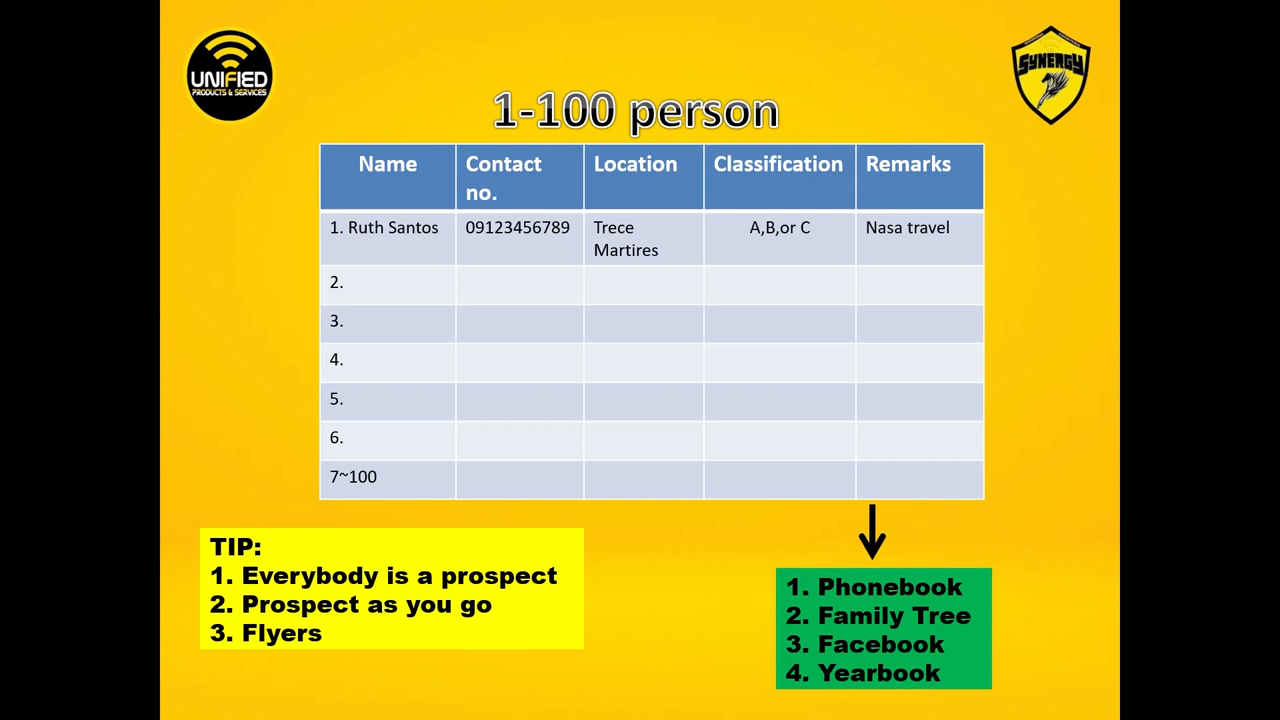 UNIFIED
PRODUCTS & SERVICES
SYNERGY
1-100 person
Name Contact no. Location Classification Remarks
1. Ruth Santos 09123456789 Trece Martires A,B,or C Nasa travel
2.
3.
4.
5.
6.
7~100
TIP:
1. Everybody is a prospect
2. Prospect as you go
3. Flyers
1. Phonebook
2. Family Tree
3. Facebook
4. Yearbook